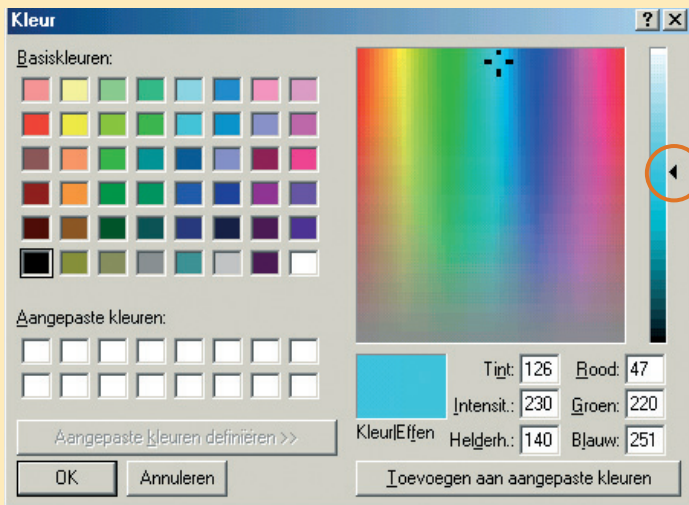 Kleur
Basiskleuren:
Aangepaste kleuren:
Aangepaste kleuren definiëren >>
OK
Annuleren
Kleur|Effen
Tint: 126
Rood: 47
Intensit.: 230
Groen: 220
Helderh.: 140
Blauw: 251
Toevoegen aan aangepaste kleuren